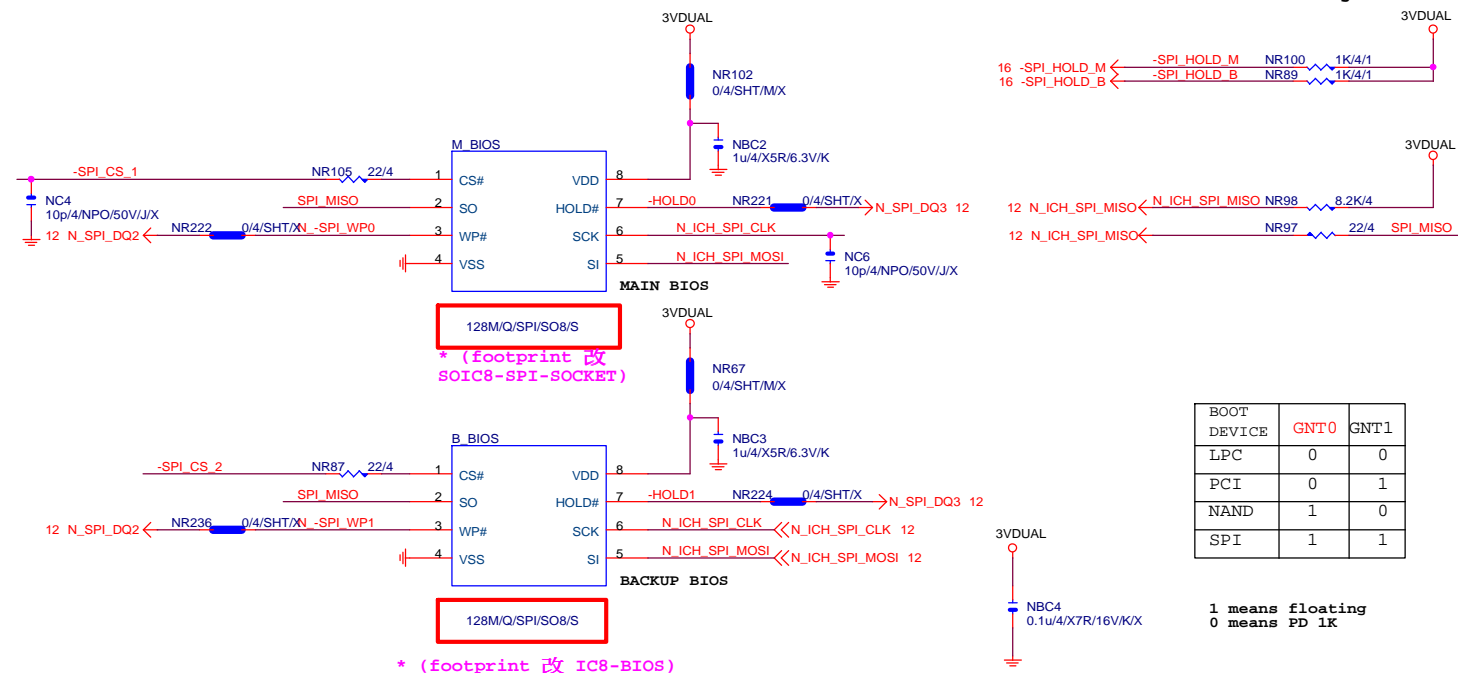 3VDUAL
NR102
0/4/SHT/M/X
NBC2
1u/4/X5R/6.3V/K
M_BIOS
-SPI_CS_1
NR105 22/4
1 CS#
VDD 8
NC4
10p/4/NPO/50V/J/X
SPI_MISO
2 SO
HOLD# 7
-HOLD0
NR221 0/4/SHT/X
N_SPI_DQ3 12
12 N_SPI_DQ2
NR222 0/4/SHT/X
N_-SPI_WP0
3 WP#
SCK 6
N_ICH_SPI_CLK
4 VSS
SI 5
N_ICH_SPI_MOSI
NC6
10p/4/NPO/50V/J/X
MAIN BIOS
128M/Q/SPI/SO8/S
* (footprint 改
SOIC8-SPI-SOCKET)
3VDUAL
16 -SPI_HOLD_M
-SPI_HOLD_M
NR100 1K/4/1
16 -SPI_HOLD_B
-SPI_HOLD_B
NR89 1K/4/1
3VDUAL
12 N_ICH_SPI_MISO
N_ICH_SPI_MISO
NR98 8.2K/4
12 N_ICH_SPI_MISO
NR97 22/4
SPI_MISO
3VDUAL
NR67
0/4/SHT/M/X
NBC3
1u/4/X5R/6.3V/K
B_BIOS
-SPI_CS_2
NR87 22/4
1 CS#
VDD 8
SPI_MISO
2 SO
HOLD# 7
-HOLD1
NR224 0/4/SHT/X
N_SPI_DQ3 12
12 N_SPI_DQ2
NR236 0/4/SHT/X
N_-SPI_WP1
3 WP#
SCK 6
N_ICH_SPI_CLK
N_ICH_SPI_CLK 12
4 VSS
SI 5
N_ICH_SPI_MOSI
N_ICH_SPI_MOSI 12
BACKUP BIOS
128M/Q/SPI/SO8/S
* (footprint 改 IC8-BIOS)
3VDUAL
NBC4
0.1u/4/X7R/16V/K/X
BOOT
DEVICE GNT0 GNT1
LPC 0 0
PCI 0 1
NAND 1 0
SPI 1 1
1 means floating
0 means PD 1K